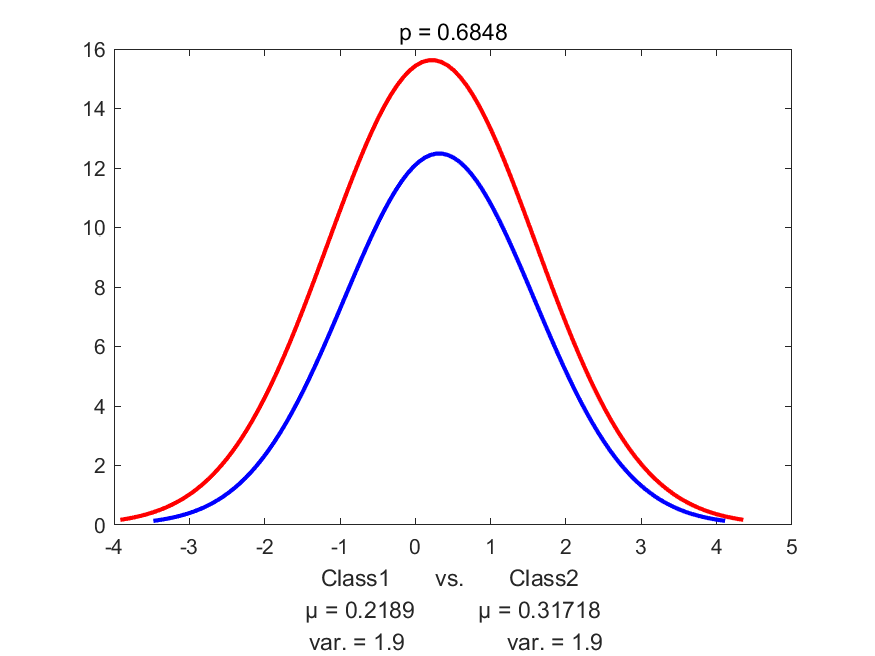 p = 0.6848
16
14
12
10
8
6
4
2
0
-4 -3 -2 -1 0 1 2 3 4 5
Class1 vs. Class2
μ = 0.2189 μ = 0.31718
var. = 1.9 var. = 1.9